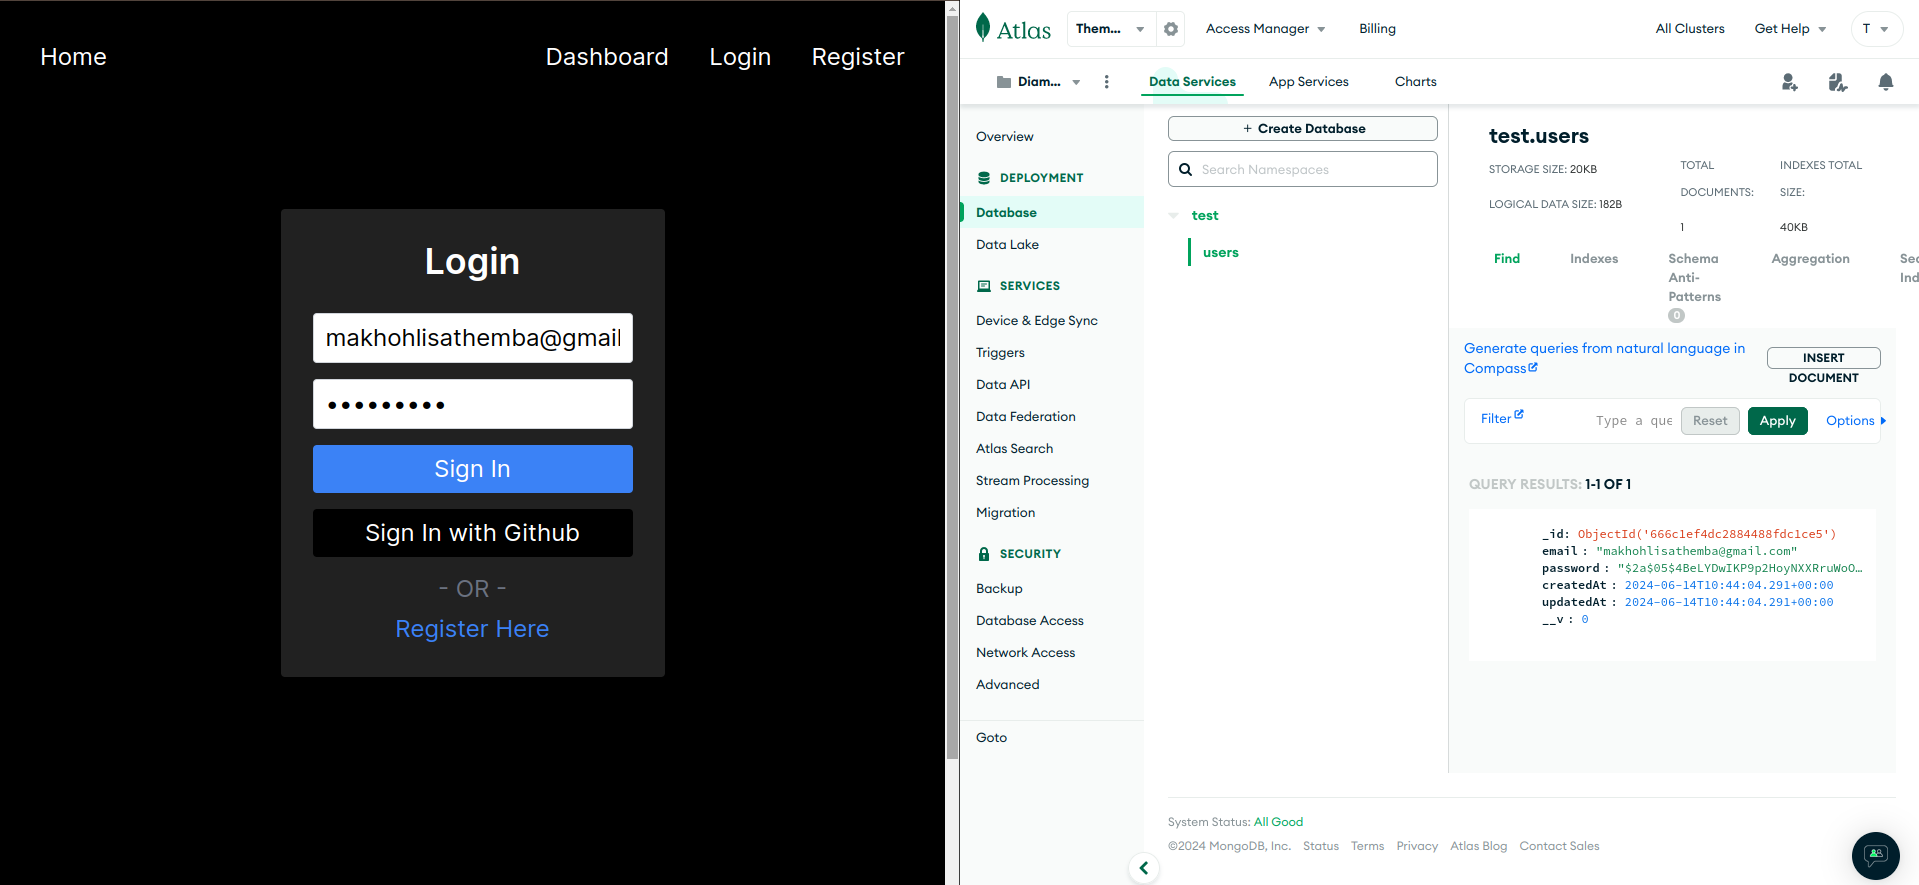 Home
Dashboard
Login
Register
Login
makhohlisathemba@gmail
•••••••••
Sign In
Sign In with Github
- OR -
Register Here
Atlas
Them...
Access Manager
Billing
All Clusters
Get Help
T
Diam...
Data Services
App Services
Charts
Overview
DEPLOYMENT
Database
Data Lake
SERVICES
Device & Edge Sync
Triggers
Data API
Data Federation
Atlas Search
Stream Processing
Migration
SECURITY
Backup
Database Access
Network Access
Advanced
Goto
+ Create Database
Search Namespaces
test
users
test.users
STORAGE SIZE: 20KB
LOGICAL DATA SIZE: 182B
TOTAL
DOCUMENTS:
1
INDEXES TOTAL
SIZE:
40KB
Find
Indexes
Schema
Anti-
Patterns
0
Aggregation
Sec
Ind
Generate queries from natural language in
Compass
INSERT
DOCUMENT
Filter
Type a que
Reset
Apply
Options
QUERY RESULTS: 1-1 OF 1
_id: ObjectId('666c1ef4dc2884488fdc1ce5')
email: "makhohlisathemba@gmail.com"
password: "$2a$05$4BeLYDwIKP9p2HoyNXXRruWoO…
createdAt: 2024-06-14T10:44:04.291+00:00
updatedAt: 2024-06-14T10:44:04.291+00:00
__v: 0
System Status: All Good
©2024 MongoDB, Inc.
Status
Terms
Privacy
Atlas Blog
Contact Sales